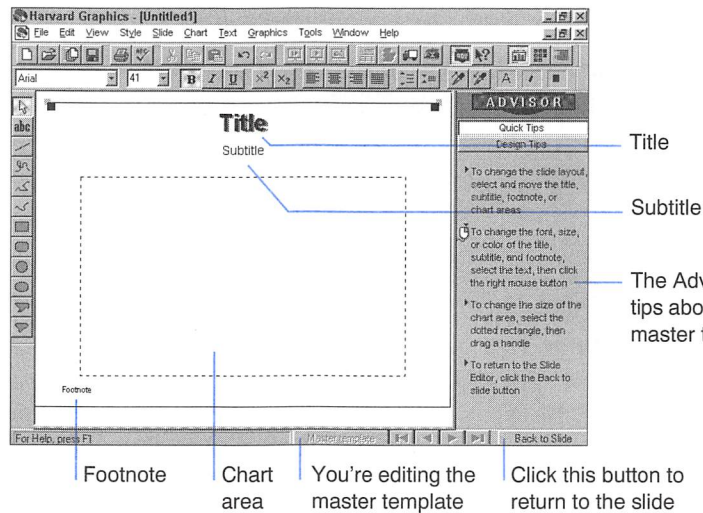 Harvard Graphics - [Untitled1]
File Edit View Style Slide Chart Text Graphics Tools Window Help
Arial 41 B I U x² x₂ A
ADVISOR
Quick Tips
Design Tips
abc
Title
Subtitle
Footnote
To change the slide layout,
select and move the title,
subtitle, footnote, or
chart areas
To change the font, size,
or color of the title,
subtitle, and footnote,
select the text, then click
the right mouse button
To change the size of the
chart area, select the
dotted rectangle, then
drag a handle
To return to the Slide
Editor, click the Back to
slide button
For Help, press F1
Master template
Back to Slide
Title
Subtitle
The Adv
tips abo
master t
Footnote
Chart
area
You're editing the
master template
Click this button to
return to the slide